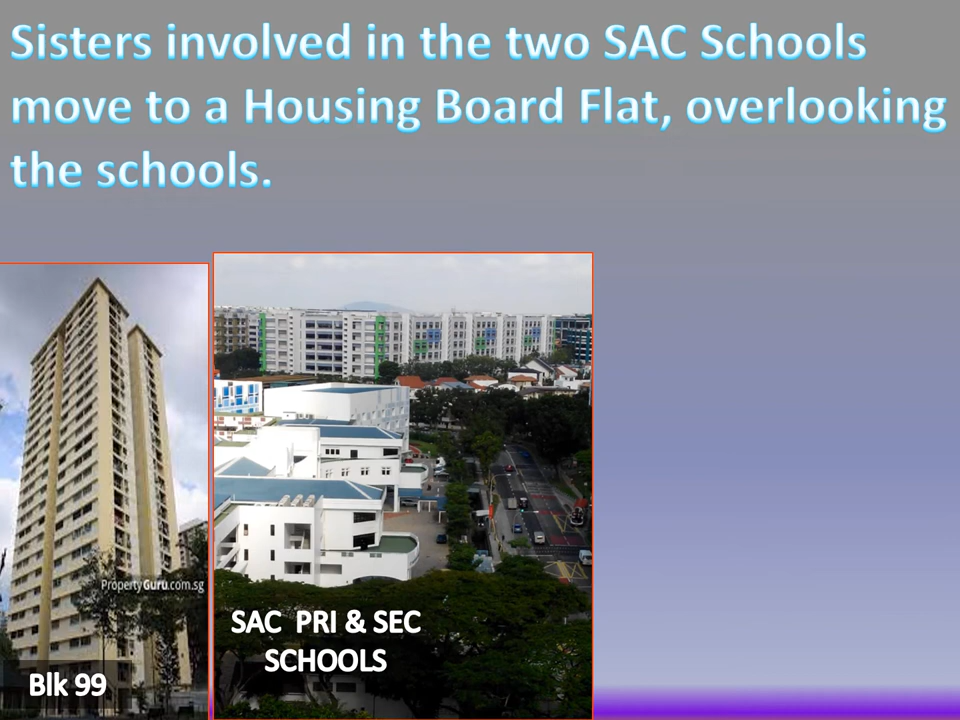 Sisters involved in the two SAC Schools
move to a Housing Board Flat, overlooking
the schools.
PropertyGuru.com.sg
Blk 99
SAC PRI & SEC
SCHOOLS